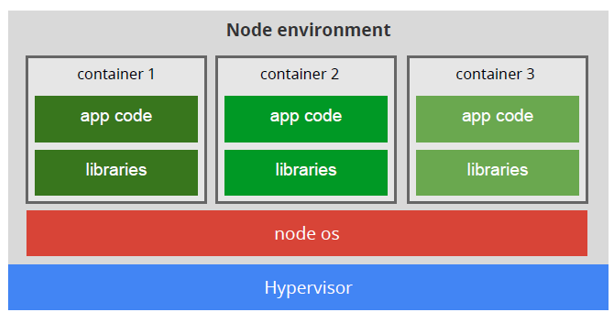 Node environment
container 1
container 2
container 3
app code
app code
app code
libraries
libraries
libraries
node os
Hypervisor